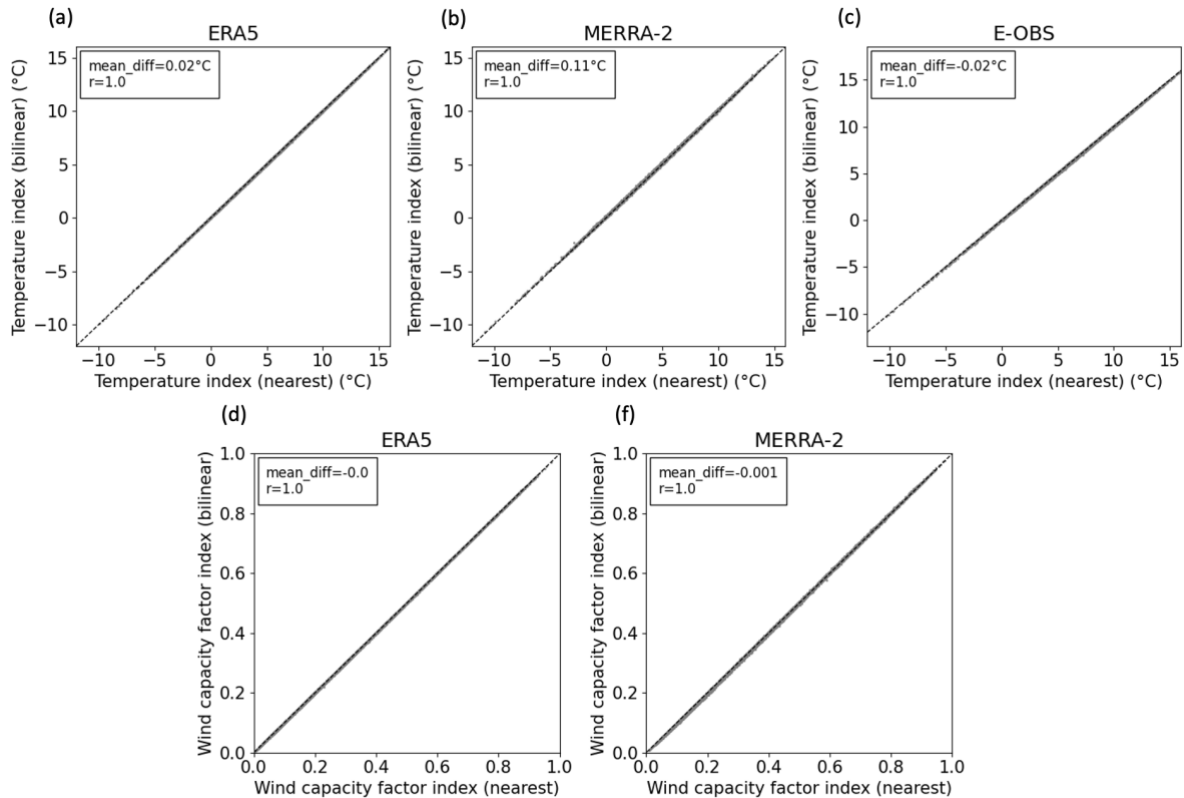 (a)
ERA5
mean_diff=0.02°C
r=1.0
Temperature index (bilinear) (°C)
15
10
5
0
−5
−10
−10 −5 0 5 10 15
Temperature index (nearest) (°C)
(b)
MERRA-2
mean_diff=0.11°C
r=1.0
Temperature index (bilinear) (°C)
15
10
5
0
−5
−10
−10 −5 0 5 10 15
Temperature index (nearest) (°C)
(c)
E-OBS
mean_diff=-0.02°C
r=1.0
Temperature index (bilinear) (°C)
15
10
5
0
−5
−10
−10 −5 0 5 10 15
Temperature index (nearest) (°C)
(d)
ERA5
mean_diff=-0.0
r=1.0
Wind capacity factor index (bilinear)
1.0
0.8
0.6
0.4
0.2
0.0
0.0 0.2 0.4 0.6 0.8 1.0
Wind capacity factor index (nearest)
(f)
MERRA-2
mean_diff=-0.001
r=1.0
Wind capacity factor index (bilinear)
1.0
0.8
0.6
0.4
0.2
0.0
0.0 0.2 0.4 0.6 0.8 1.0
Wind capacity factor index (nearest)